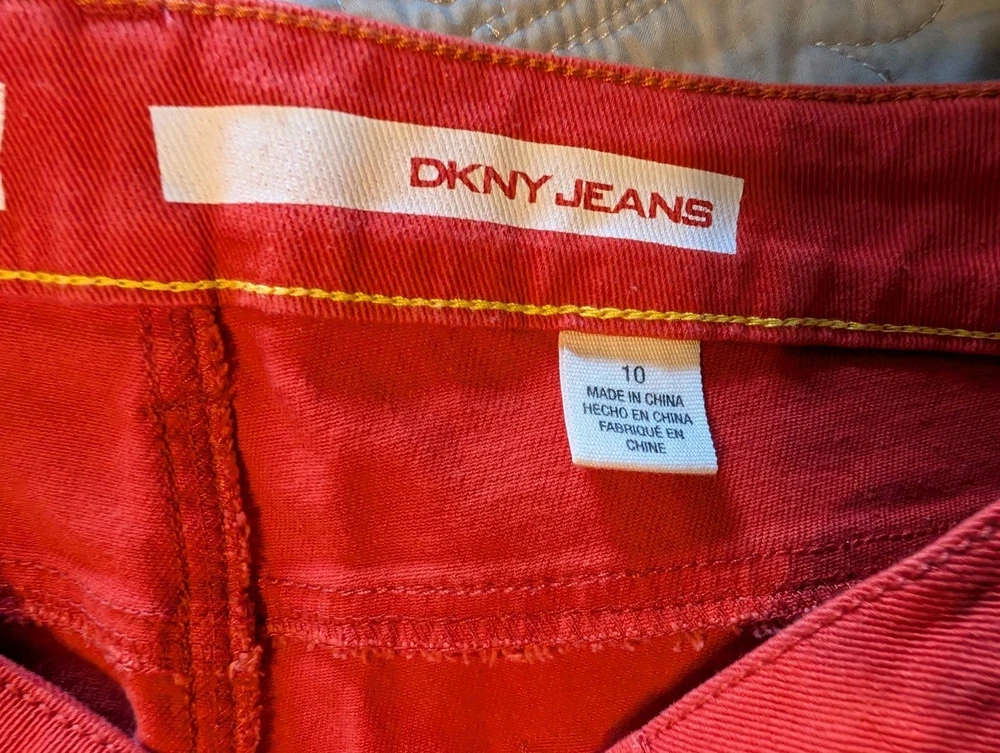 DKNY JEANS
10
MADE IN CHINA
HECHO EN CHINA
FABRIQUÉ EN
CHINE